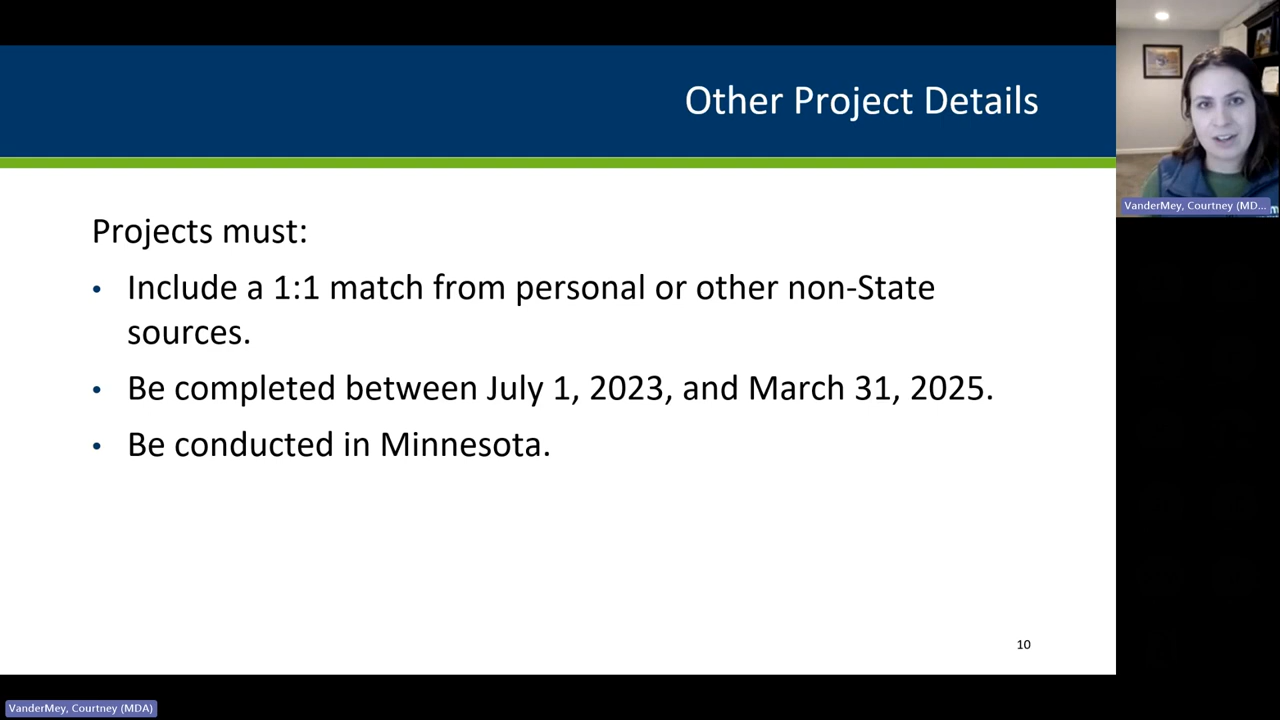 Other Project Details
Projects must:
• Include a 1:1 match from personal or other non-State
sources.
• Be completed between July 1, 2023, and March 31, 2025.
• Be conducted in Minnesota.
10
VanderMey, Courtney (MD...
VanderMey, Courtney (MDA)